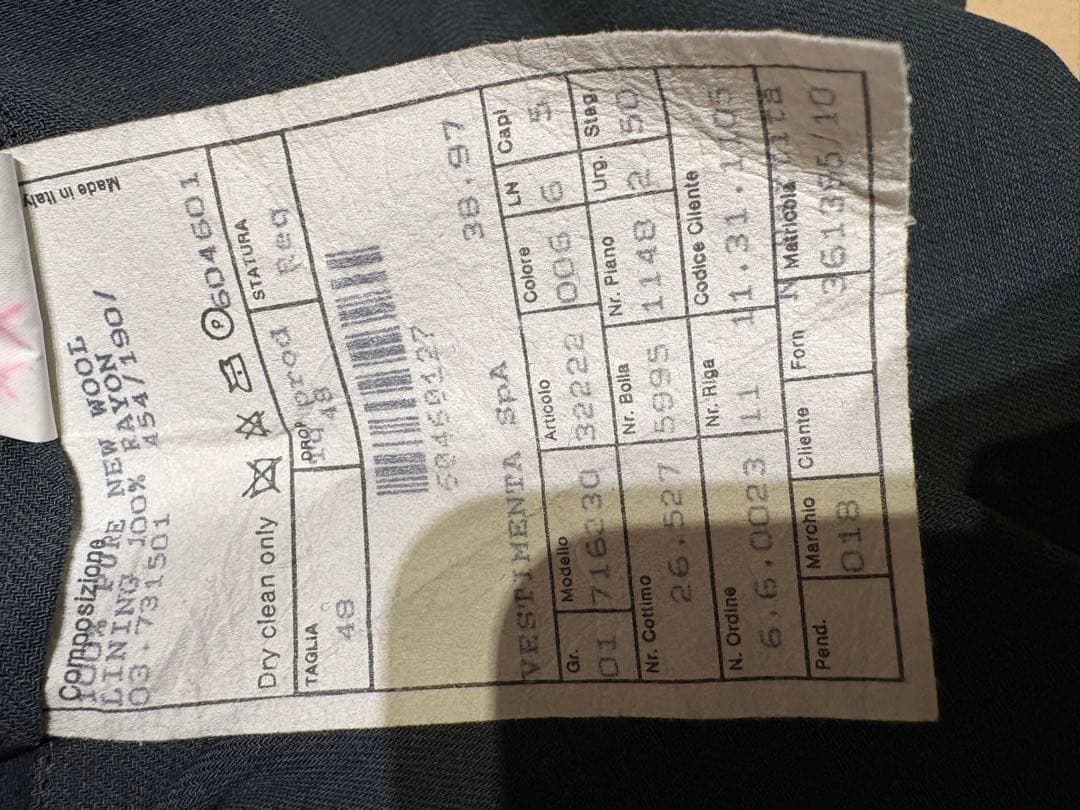 Made in Italy
Composizione
100% PURE NEW WOOL
LINING 100% RAYON
03.731501 454/190/
Dry clean only P 604601
TAGLIA DROP STATURA
48 Prod Reg
48
38.97
VESTIMENTA SpA
Gr. Modello Articolo Colore LN Capi
01 716230 32222 006 6 5
Nr. Cottimo Nr. Bolla Nr. Piano Urg. Stag.
26.527 5995 1148 2 50
N. Ordine Nr. Riga Codice Cliente
6.6.0023 11
Pend. Marchio Cliente Forn Matricola
018